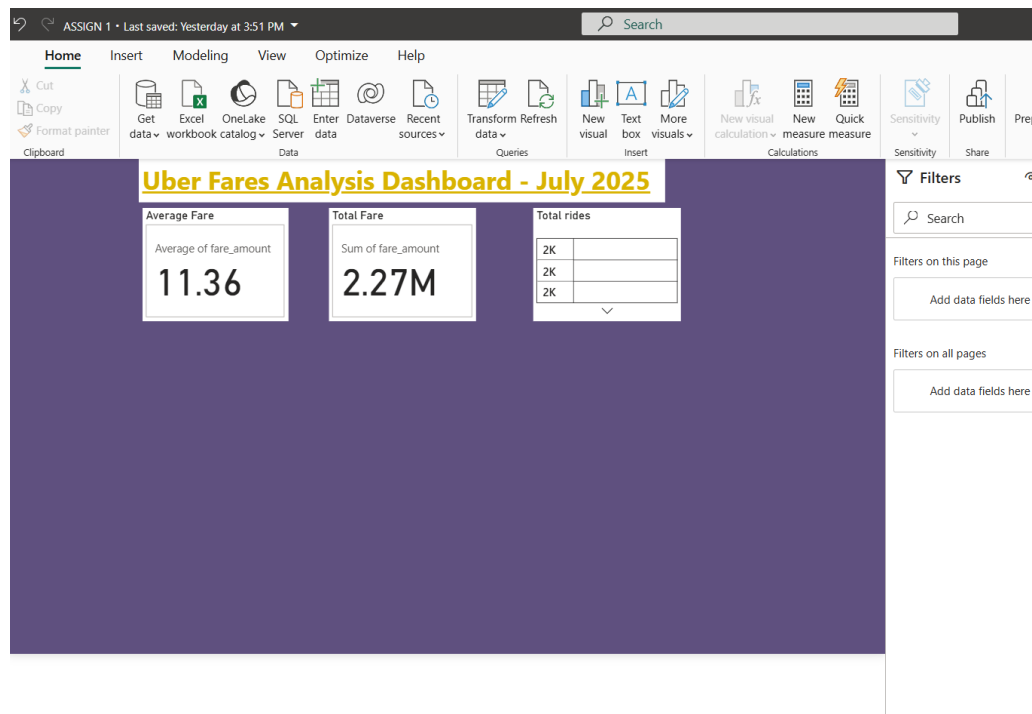 ASSIGN 1 • Last saved: Yesterday at 3:51 PM
Search
Home Insert Modeling View Optimize Help
Cut
Copy
Format painter
Clipboard
Get data
Excel workbook
OneLake catalog
SQL Server
Enter data
Dataverse
Recent sources
Data
Transform data
Refresh
Queries
New visual
Text box
More visuals
Insert
New visual calculation
New measure
Quick measure
Calculations
Sensitivity
Sensitivity
Publish
Share
Prep
Uber Fares Analysis Dashboard - July 2025
Average Fare
Average of fare_amount
11.36
Total Fare
Sum of fare_amount
2.27M
Total rides
2K
2K
2K
Filters
Search
Filters on this page
Add data fields here
Filters on all pages
Add data fields here